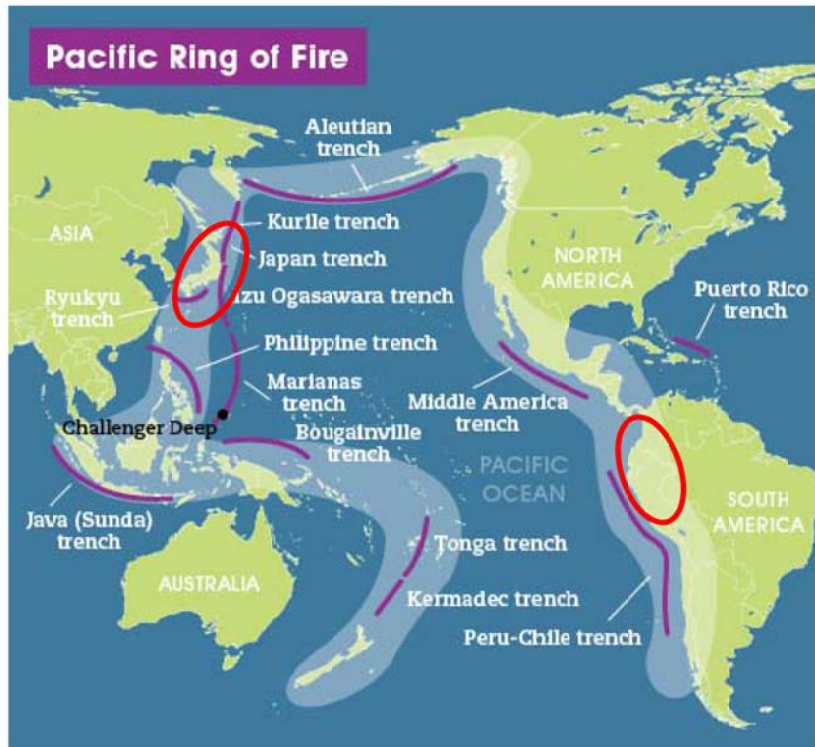 Pacific Ring of Fire
Aleutian
trench
Kurile trench
ASIA
Japan trench
NORTH
AMERICA
Ryukyu
trench
Izu Ogasawara trench
Puerto Rico
trench
Philippine trench
Marianas
trench
Middle America
trench
Challenger Deep
Bougainville
trench
PACIFIC
OCEAN
Java (Sunda)
trench
SOUTH
AMERICA
Tonga trench
AUSTRALIA
Kermadec trench
Peru-Chile trench